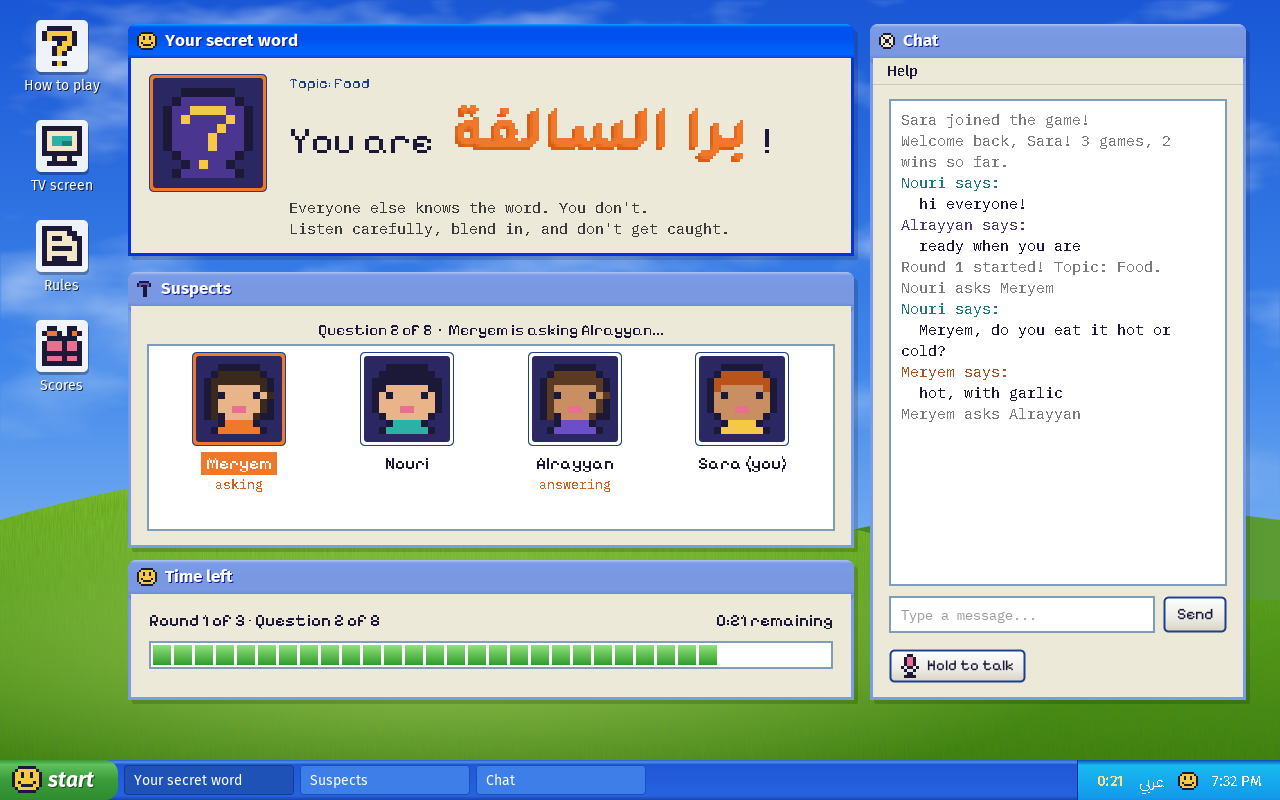 How to play
TV screen
Rules
Scores
Your secret word
Topic: Food
You are برا السالفة !
Everyone else knows the word. You don't.
Listen carefully, blend in, and don't get caught.
Suspects
Question 2 of 8 · Meryem is asking Alrayyan...
Meryem
asking
Nouri
Alrayyan
answering
Sara (you)
Time left
Round 1 of 3 · Question 2 of 8
0:21 remaining
Chat
Help
Sara joined the game!
Welcome back, Sara! 3 games, 2
wins so far.
Nouri says:
hi everyone!
Alrayyan says:
ready when you are
Round 1 started! Topic: Food.
Nouri asks Meryem
Nouri says:
Meryem, do you eat it hot or
cold?
Meryem says:
hot, with garlic
Meryem asks Alrayyan
Type a message...
Send
Hold to talk
start
Your secret word
Suspects
Chat
0:21
عربي
7:32 PM